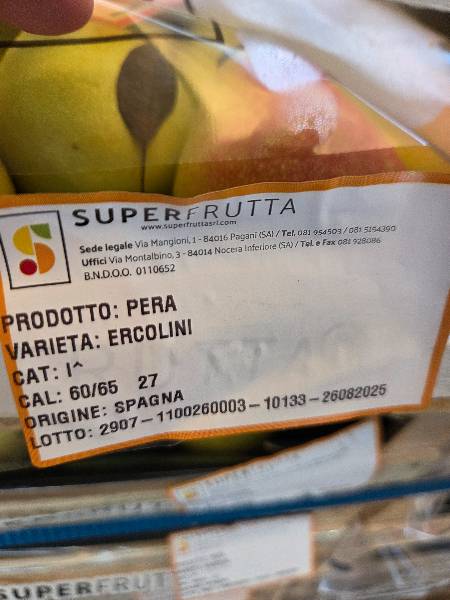 SUPERFRUTTA
www.superfruttasrl.com
Sede legale Via Mangioni, 1 - 84016 Pagani (SA) / Tel. 081 954503 / 081 5154390
Uffici Via Montalbino, 3 - 84014 Nocera Inferiore (SA) / Tel. e Fax 081 928086
B.N.D.O.O. 0110652
PRODOTTO: PERA
VARIETA: ERCOLINI
CAT: I^
CAL: 60/65 27
ORIGINE: SPAGNA
LOTTO: 2907-1100260003-10133-26082025
SUPERFRUTTA
SUPERFRUT